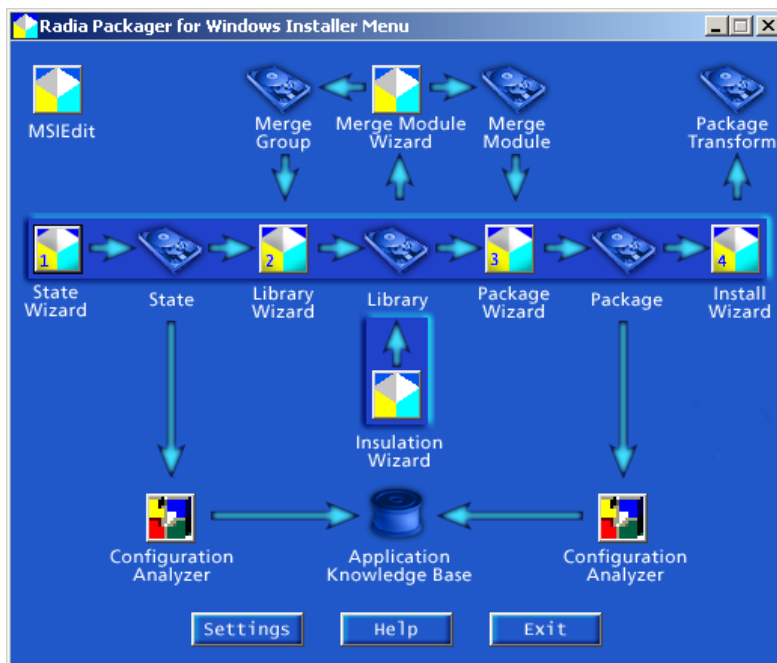 Radia Packager for Windows Installer Menu
MSIEdit
Merge Group
Merge Module Wizard
Merge Module
Package Transform
1
2
3
4
State Wizard
State
Library Wizard
Library
Package Wizard
Package
Install Wizard
Insulation Wizard
Configuration Analyzer
Application Knowledge Base
Configuration Analyzer
Settings
Help
Exit